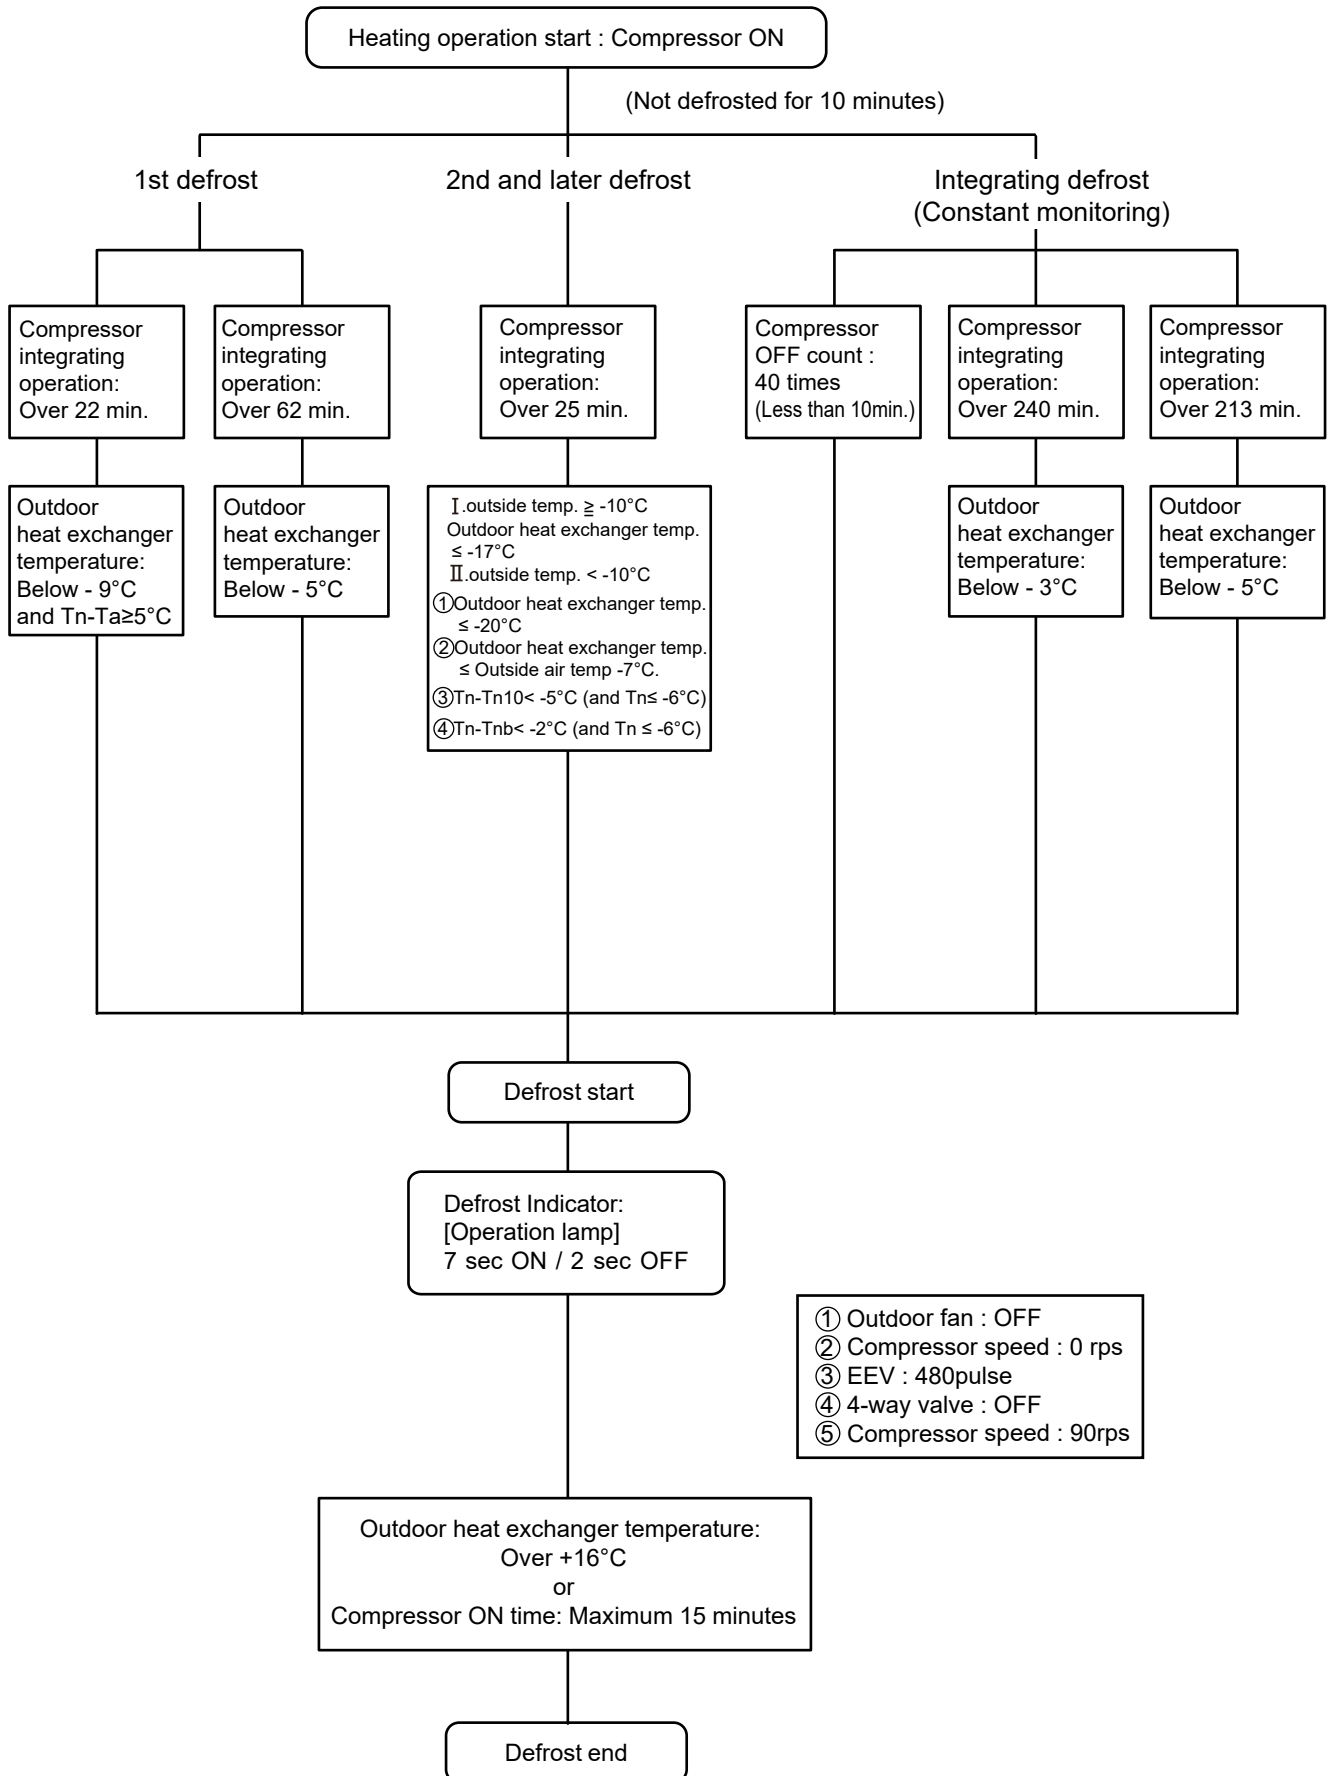 Heating operation start : Compressor ON
(Not defrosted for 10 minutes)
1st defrost
2nd and later defrost
Integrating defrost
(Constant monitoring)
Compressor
integrating
operation:
Over 22 min.
Compressor
integrating
operation:
Over 62 min.
Compressor
integrating
operation:
Over 25 min.
Compressor
OFF count :
40 times
(Less than 10min.)
Compressor
integrating
operation:
Over 240 min.
Compressor
integrating
operation:
Over 213 min.
Outdoor
heat exchanger
temperature:
Below - 9°C
and Tn-Ta≥5°C
Outdoor
heat exchanger
temperature:
Below - 5°C
Ⅰ.outside temp. ≧ -10°C
Outdoor heat exchanger temp.
≤ -17°C
Ⅱ.outside temp. < -10°C
①Outdoor heat exchanger temp.
≤ -20°C
②Outdoor heat exchanger temp.
≤ Outside air temp -7°C.
③Tn-Tn10< -5°C (and Tn≤ -6°C)
④Tn-Tnb< -2°C (and Tn ≤ -6°C)
Outdoor
heat exchanger
temperature:
Below - 3°C
Outdoor
heat exchanger
temperature:
Below - 5°C
Defrost start
Defrost Indicator:
[Operation lamp]
7 sec ON / 2 sec OFF
① Outdoor fan : OFF
② Compressor speed : 0 rps
③ EEV : 480pulse
④ 4-way valve : OFF
⑤ Compressor speed : 90rps
Outdoor heat exchanger temperature:
Over +16°C
or
Compressor ON time: Maximum 15 minutes
Defrost end